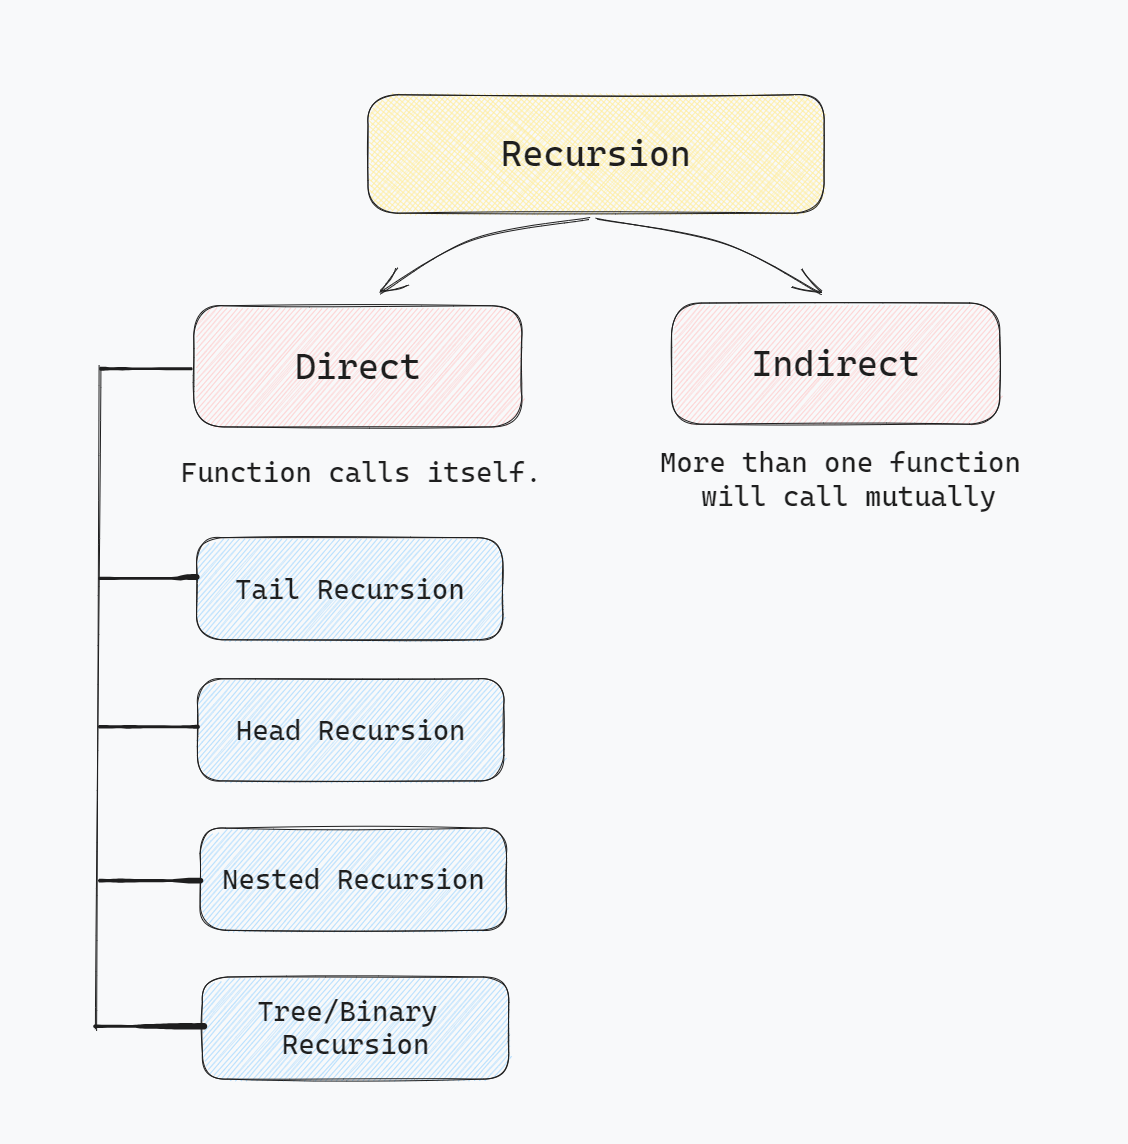 Recursion
Direct
Indirect
Function calls itself.
More than one function
will call mutually
Tail Recursion
Head Recursion
Nested Recursion
Tree/Binary
Recursion